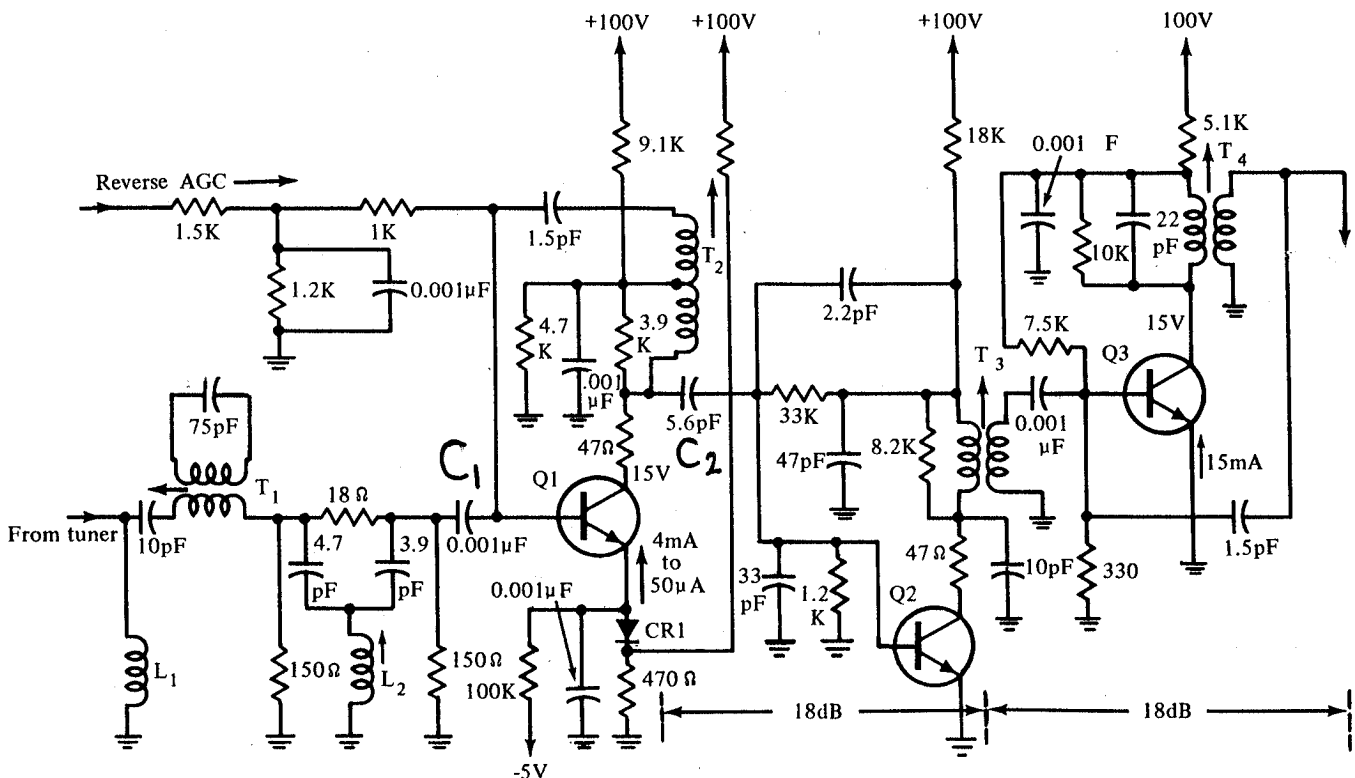 +100V
+100V
+100V
100V
9.1K
18K
5.1K
0.001 F
T4
Reverse AGC
1.5K
1K
1.5pF
T2
10K
22
pF
1.2K
0.001µF
2.2pF
4.7
K
3.9
K
15V
7.5K
Q3
.001
µF
T3
75pF
5.6pF
33K
0.001
µF
C1
C2
47Ω
8.2K
47pF
15mA
T1
18Ω
Q1
15V
From tuner
10pF
4.7
pF
3.9
pF
0.001µF
4mA
to
50µA
47Ω
10pF
330
1.5pF
0.001µF
33
pF
1.2
K
Q2
CR1
L1
150Ω
L2
150Ω
100K
470Ω
18dB
18dB
-5V